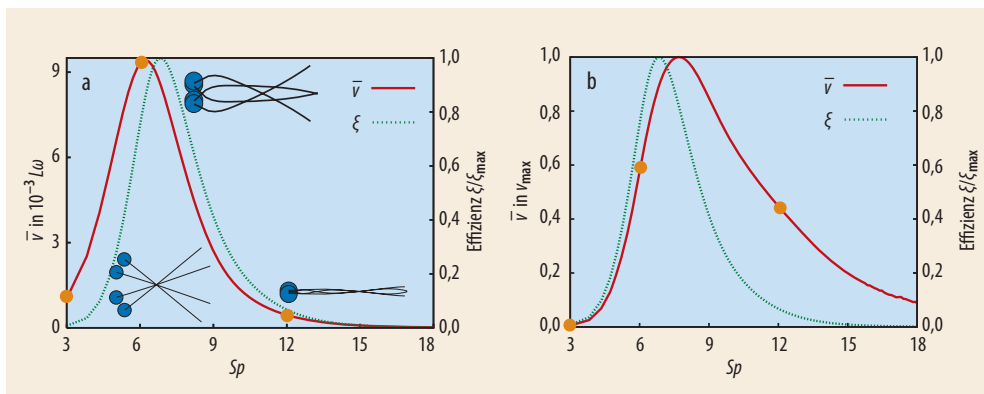 a
v̅
ξ
v̅ in 10⁻³ Lω
9
6
3
0
3
6
9
12
15
18
Sp
1,0
0,8
0,6
0,4
0,2
0,0
Effizienz ξ/ξmax
b
v̅
ξ
v̅ in vmax
1,0
0,8
0,6
0,4
0,2
0,0
3
6
9
12
15
18
Sp
1,0
0,8
0,6
0,4
0,2
0,0
Effizienz ξ/ξmax